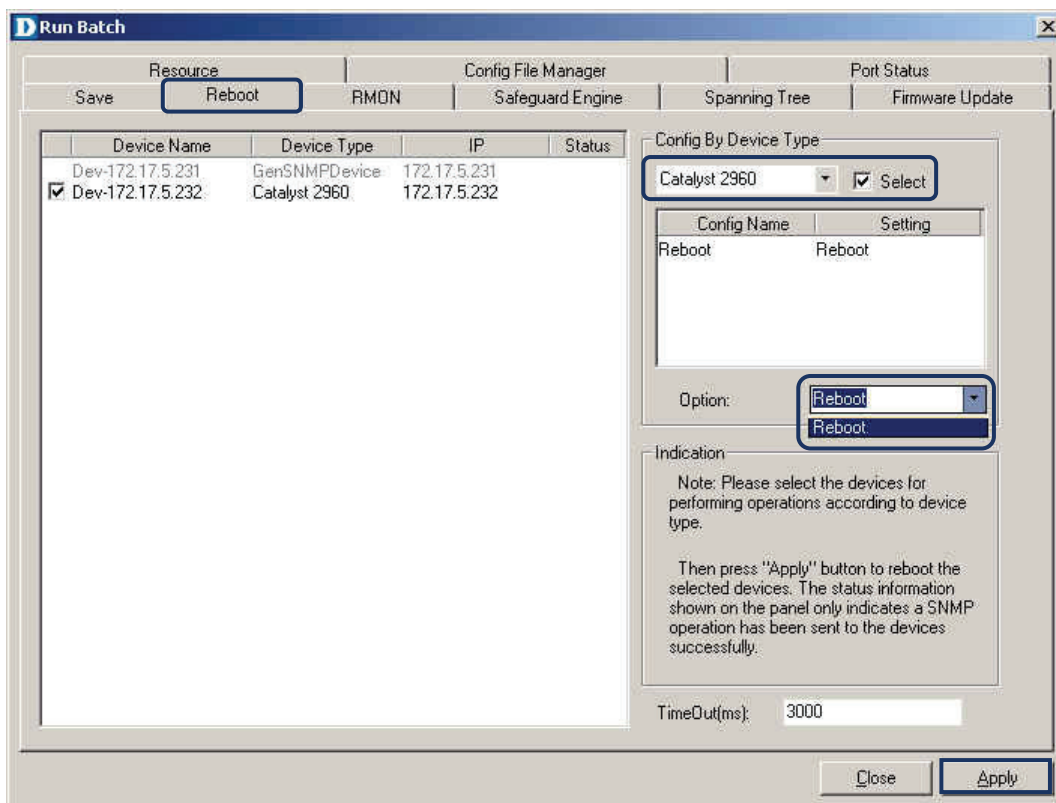 D Run Batch
Resource Config File Manager Port Status
Save Reboot RMON Safeguard Engine Spanning Tree Firmware Update
Device Name Device Type IP Status
Dev-172.17.5.231 GenSNMPDevice 172.17.5.231
Dev-172.17.5.232 Catalyst 2960 172.17.5.232
Config By Device Type
Catalyst 2960 Select
Config Name Setting
Reboot Reboot
Option: Reboot
Reboot
Indication
Note: Please select the devices for
performing operations according to device
type.
Then press "Apply" button to reboot the
selected devices. The status information
shown on the panel only indicates a SNMP
operation has been sent to the devices
successfully.
TimeOut(ms): 3000
Close Apply